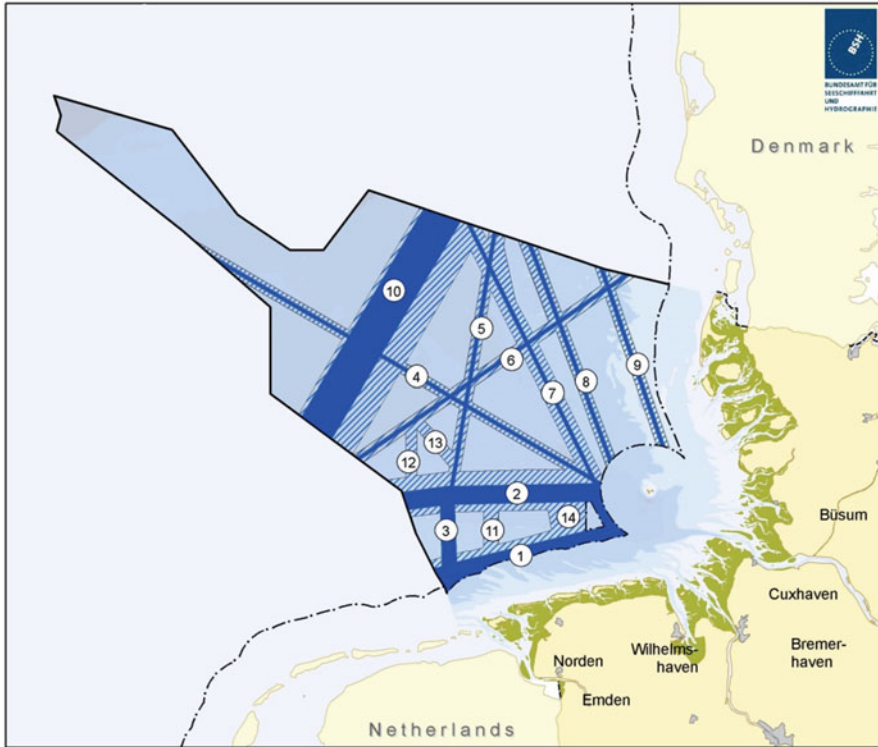 BSH
BUNDESAMT FÜR
SEESCHIFFFAHRT
UND
HYDROGRAPHIE
Denmark
10
5
6
4
7
8
9
13
12
2
3
11
14
1
Büsum
Cuxhaven
Norden
Wilhelms-
haven
Bremer-
haven
Emden
Netherlands